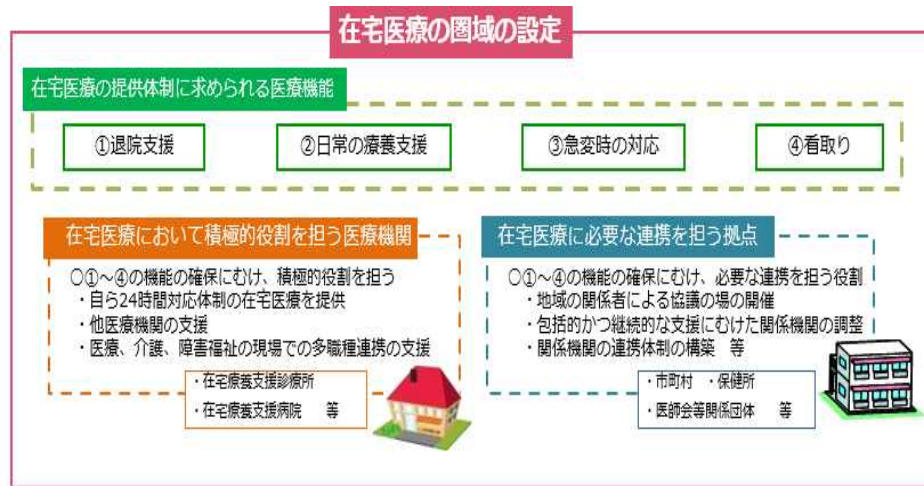 在宅医療の圏域の設定
在宅医療の提供体制に求められる医療機能
①退院支援
②日常の療養支援
③急変時の対応
④看取り
在宅医療において積極的役割を担う医療機関
○①～④の機能の確保にむけ、積極的役割を担う
・自ら24時間対応体制の在宅医療を提供
・他医療機関の支援
・医療、介護、障害福祉の現場での多職種連携の支援
・在宅療養支援診療所
・在宅療養支援病院　等
在宅医療に必要な連携を担う拠点
○①～④の機能の確保にむけ、必要な連携を担う役割
・地域の関係者による協議の場の開催
・包括的かつ継続的な支援にむけた関係機関の調整
・関係機関の連携体制の構築　等
・市町村　・保健所
・医師会等関係団体　等